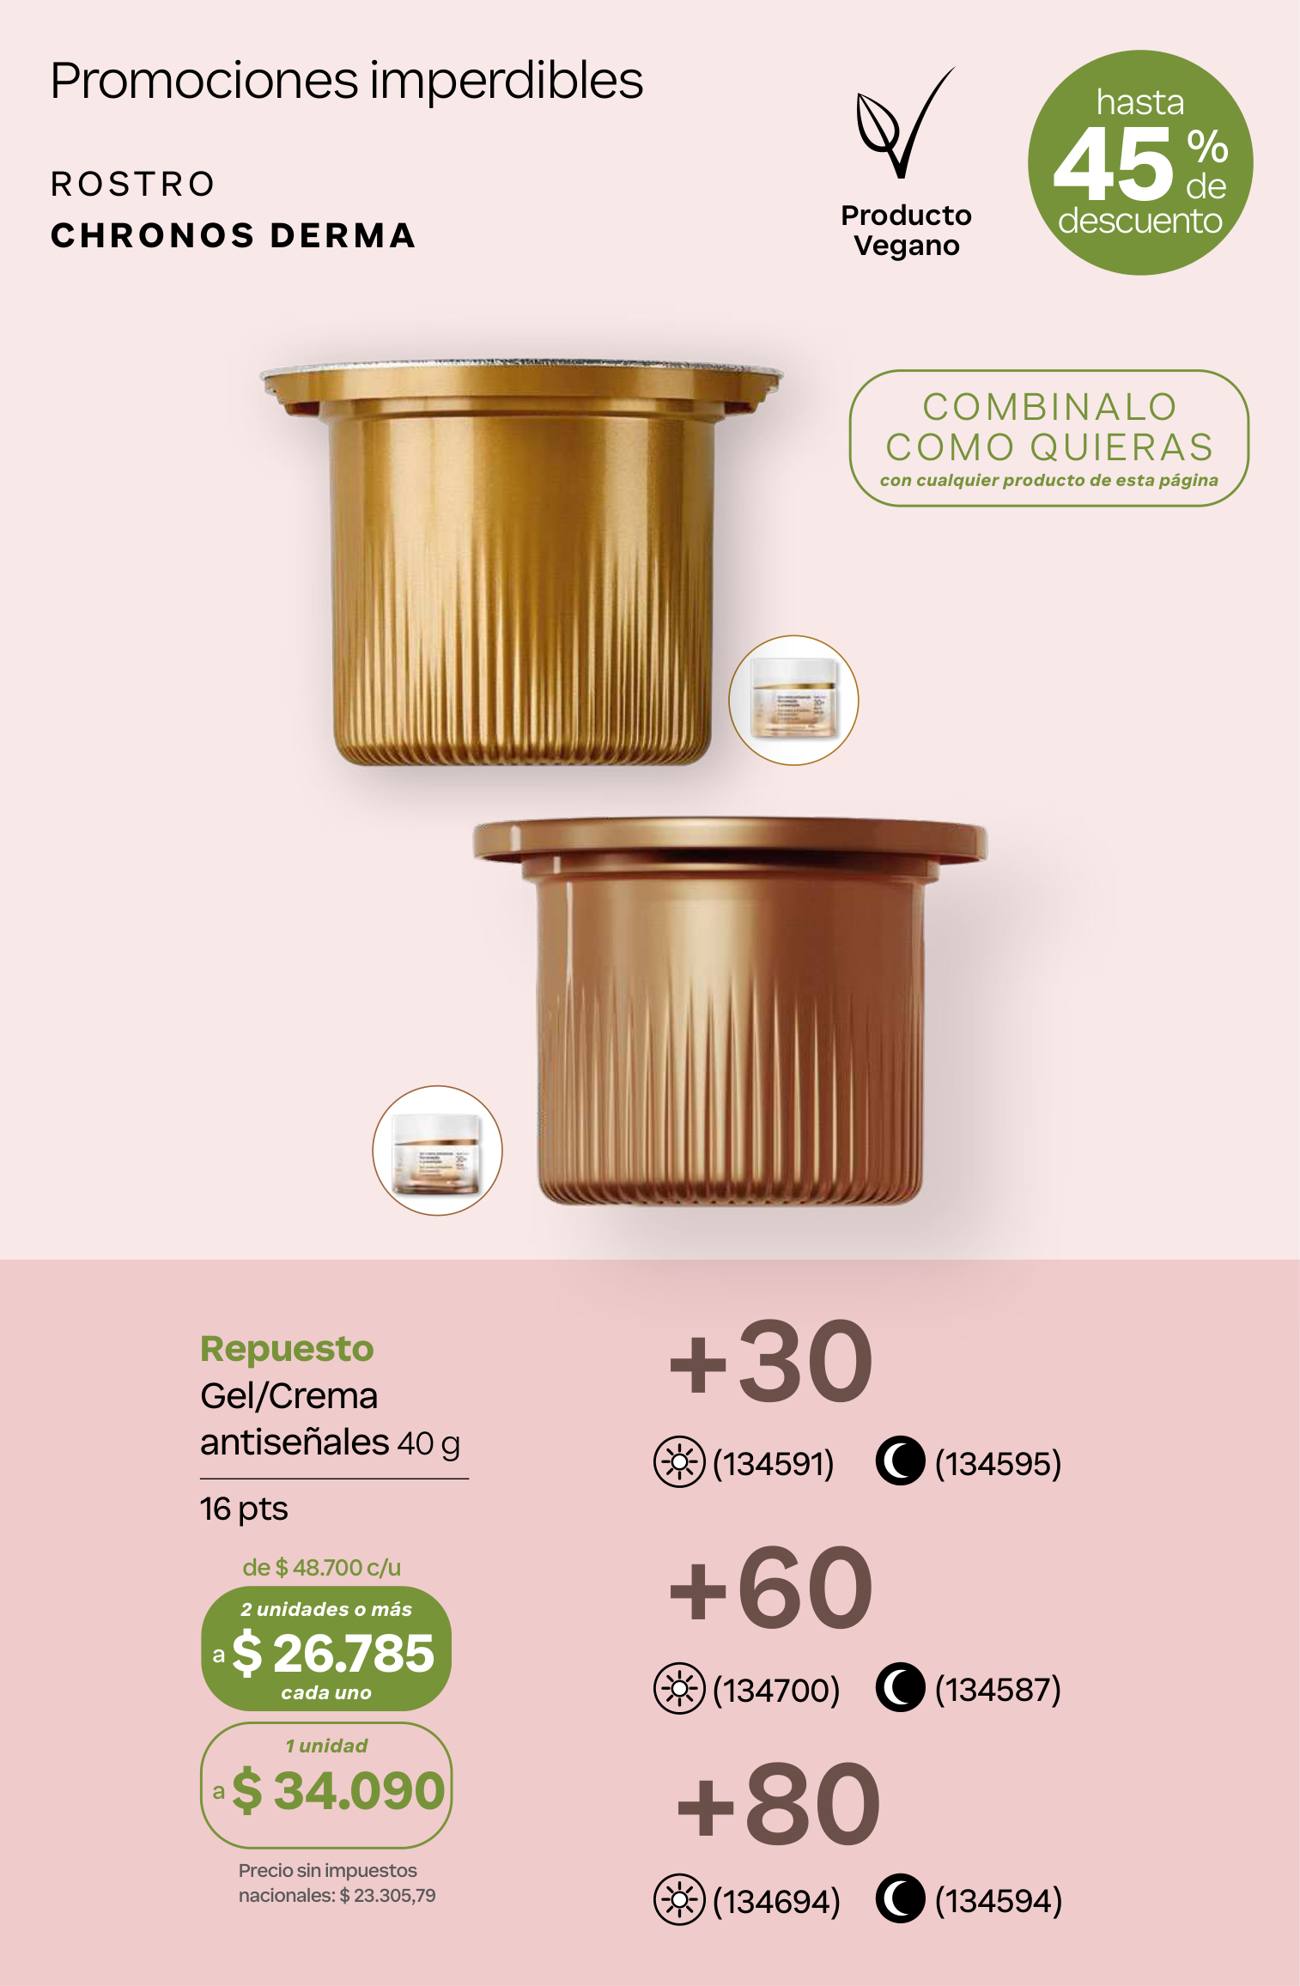 Promociones imperdibles
ROSTRO
CHRONOS DERMA
Producto
Vegano
hasta
45 %
de
descuento
COMBINALO
COMO QUIERAS
con cualquier producto de esta página
Repuesto
Gel/Crema
antiseñales 40 g
16 pts
de $ 48.700 c/u
2 unidades o más
a $ 26.785
cada uno
1 unidad
a $ 34.090
Precio sin impuestos
nacionales: $ 23.305,79
+30
(134591) (134595)
+60
(134700) (134587)
+80
(134694) (134594)